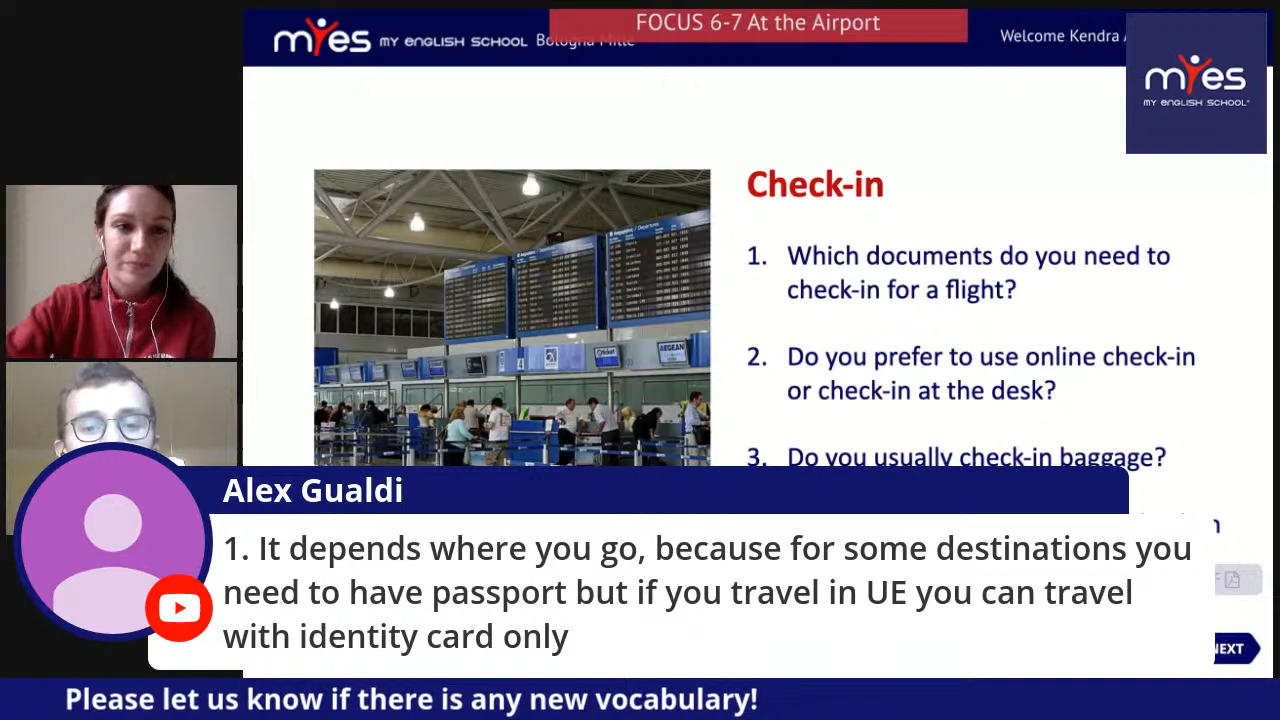 FOCUS 6-7 At the Airport
myes MY ENGLISH SCHOOL Bologna Mille
Welcome Kendra A
myes
MY ENGLISH SCHOOL
Check-in
1. Which documents do you need to
check-in for a flight?
2. Do you prefer to use online check-in
or check-in at the desk?
3. Do you usually check-in baggage?
Alex Gualdi
1. It depends where you go, because for some destinations you
need to have passport but if you travel in UE you can travel
with identity card only
NEXT
Please let us know if there is any new vocabulary!
AEGEAN